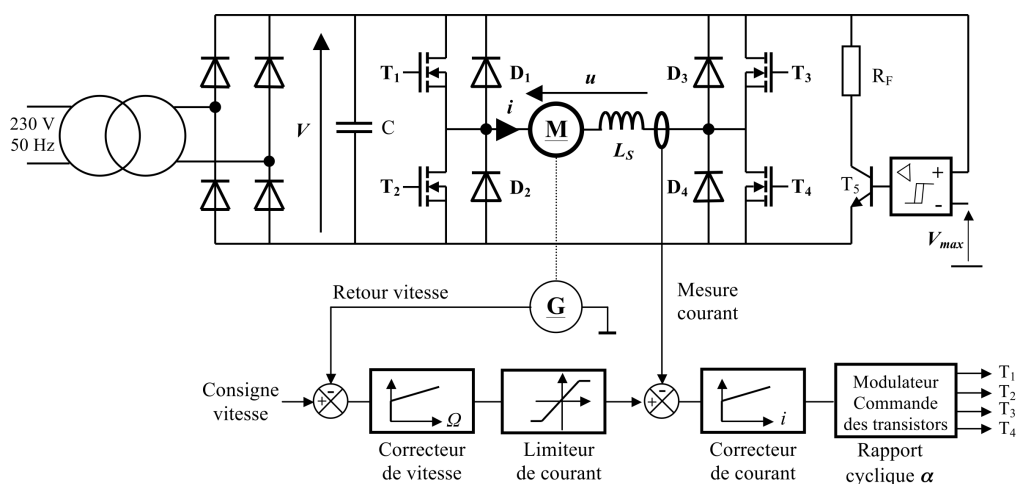 230 V
50 Hz
V
C
T1
T2
D1
D2
i
u
M
LS
D3
D4
T3
T4
RF
T5
+
-
Vmax
G
Retour vitesse
Mesure
courant
Consigne
vitesse
-
+
Ω
Correcteur
de vitesse
Limiteur
de courant
-
+
i
Correcteur
de courant
Modulateur
Commande
des transistors
Rapport
cyclique α
T1
T2
T3
T4